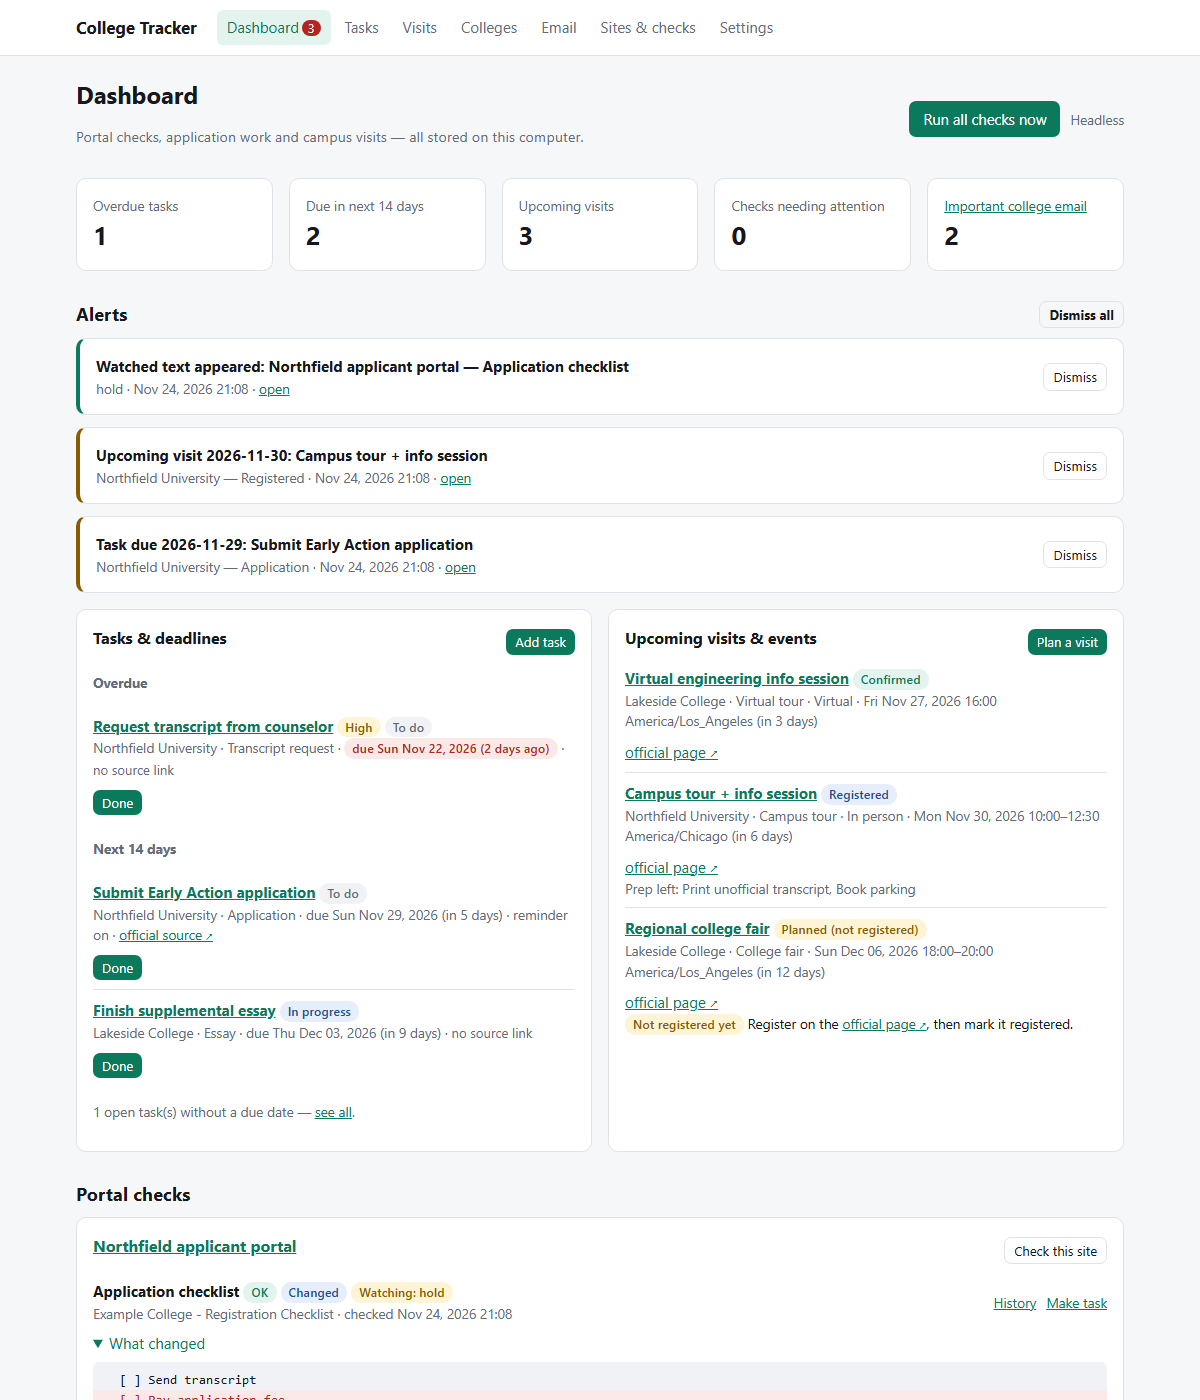 College Tracker
Dashboard 3
Tasks
Visits
Colleges
Email
Sites & checks
Settings
Dashboard
Portal checks, application work and campus visits — all stored on this computer.
Run all checks now
Headless
Overdue tasks
1
Due in next 14 days
2
Upcoming visits
3
Checks needing attention
0
Important college email
2
Alerts
Dismiss all
Watched text appeared: Northfield applicant portal — Application checklist
hold · Nov 24, 2026 21:08 · open
Dismiss
Upcoming visit 2026-11-30: Campus tour + info session
Northfield University — Registered · Nov 24, 2026 21:08 · open
Dismiss
Task due 2026-11-29: Submit Early Action application
Northfield University — Application · Nov 24, 2026 21:08 · open
Dismiss
Tasks & deadlines
Add task
Overdue
Request transcript from counselor High To do
Northfield University · Transcript request · due Sun Nov 22, 2026 (2 days ago) ·
no source link
Done
Next 14 days
Submit Early Action application To do
Northfield University · Application · due Sun Nov 29, 2026 (in 5 days) · reminder
on · official source ↗
Done
Finish supplemental essay In progress
Lakeside College · Essay · due Thu Dec 03, 2026 (in 9 days) · no source link
Done
1 open task(s) without a due date — see all.
Upcoming visits & events
Plan a visit
Virtual engineering info session Confirmed
Lakeside College · Virtual tour · Virtual · Fri Nov 27, 2026 16:00
America/Los_Angeles (in 3 days)
official page ↗
Campus tour + info session Registered
Northfield University · Campus tour · In person · Mon Nov 30, 2026 10:00–12:30
America/Chicago (in 6 days)
official page ↗
Prep left: Print unofficial transcript, Book parking
Regional college fair Planned (not registered)
Lakeside College · College fair · Sun Dec 06, 2026 18:00–20:00
America/Los_Angeles (in 12 days)
official page ↗
Not registered yet Register on the official page ↗, then mark it registered.
Portal checks
Northfield applicant portal
Check this site
Application checklist OK Changed Watching: hold
Example College - Registration Checklist · checked Nov 24, 2026 21:08
History Make task
▼ What changed
[ ] Send transcript
[ ] Pay application fee